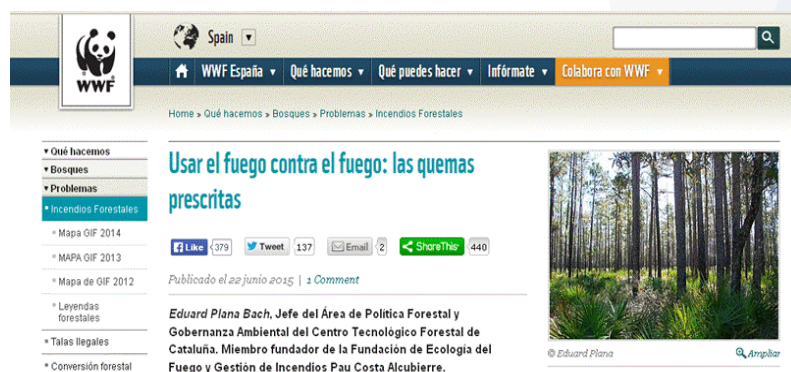 WWF
Spain
WWF España
Qué hacemos
Qué puedes hacer
Infórmate
Colabora con WWF
Home » Qué hacemos » Bosques » Problemas » Incendios Forestales
Qué hacemos
Bosques
Problemas
Incendios Forestales
Mapa GIF 2014
MAPA GIF 2013
Mapa de GIF 2012
Leyendas
forestales
Talas Ilegales
Conversión forestal
Usar el fuego contra el fuego: las quemas
prescritas
Like 379 Tweet 137 Email 2 ShareThis 440
Publicado el 22 junio 2015 | 1 Comment
Eduard Plana Bach, Jefe del Área de Política Forestal y
Gobernanza Ambiental del Centro Tecnológico Forestal de
Cataluña. Miembro fundador de la Fundación de Ecología del
Fuego y Gestión de Incendios Pau Costa Alcubierre.
© Eduard Plana
Ampliar